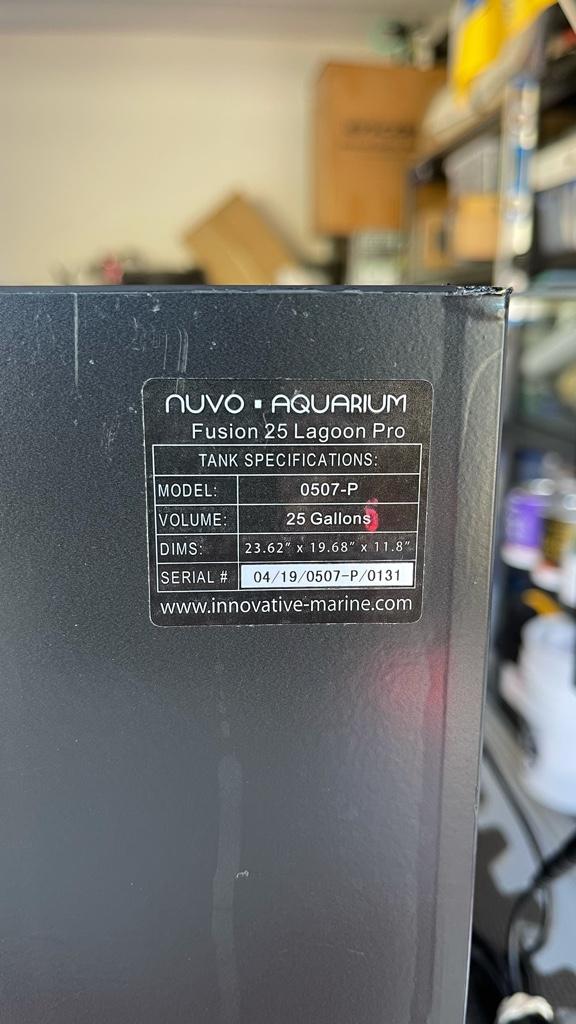 NUVO ▪ AQUARIUM
Fusion 25 Lagoon Pro
TANK SPECIFICATIONS:
MODEL: 0507-P
VOLUME: 25 Gallons
DIMS: 23.62" x 19.68" x 11.8"
SERIAL # 04/19/0507-P/0131
www.innovative-marine.com